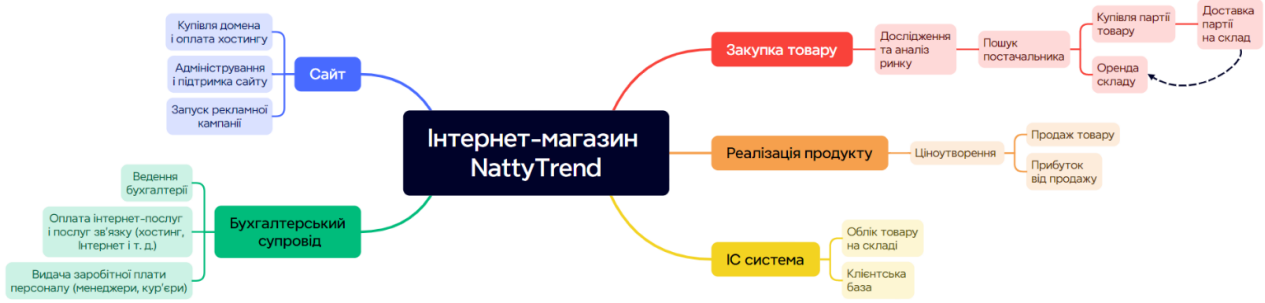 Інтернет-магазин
NattyTrend
Сайт
Купівля домена
і оплата хостингу
Адміністрування
і підтримка сайту
Запуск рекламної
кампанії
Бухгалтерський
супровід
Ведення
бухгалтерії
Оплата інтернет-послуг
і послуг зв'язку (хостинг,
Інтернет і т. д.)
Видача заробітної плати
персоналу (менеджери, кур'єри)
Закупка товару
Дослідження
та аналіз
ринку
Пошук
постачальника
Купівля партії
товару
Доставка
партії
на склад
Оренда
складу
Реалізація продукту
Ціноутворення
Продаж товару
Прибуток
від продажу
ІС система
Облік товару
на складі
Клієнтська
база